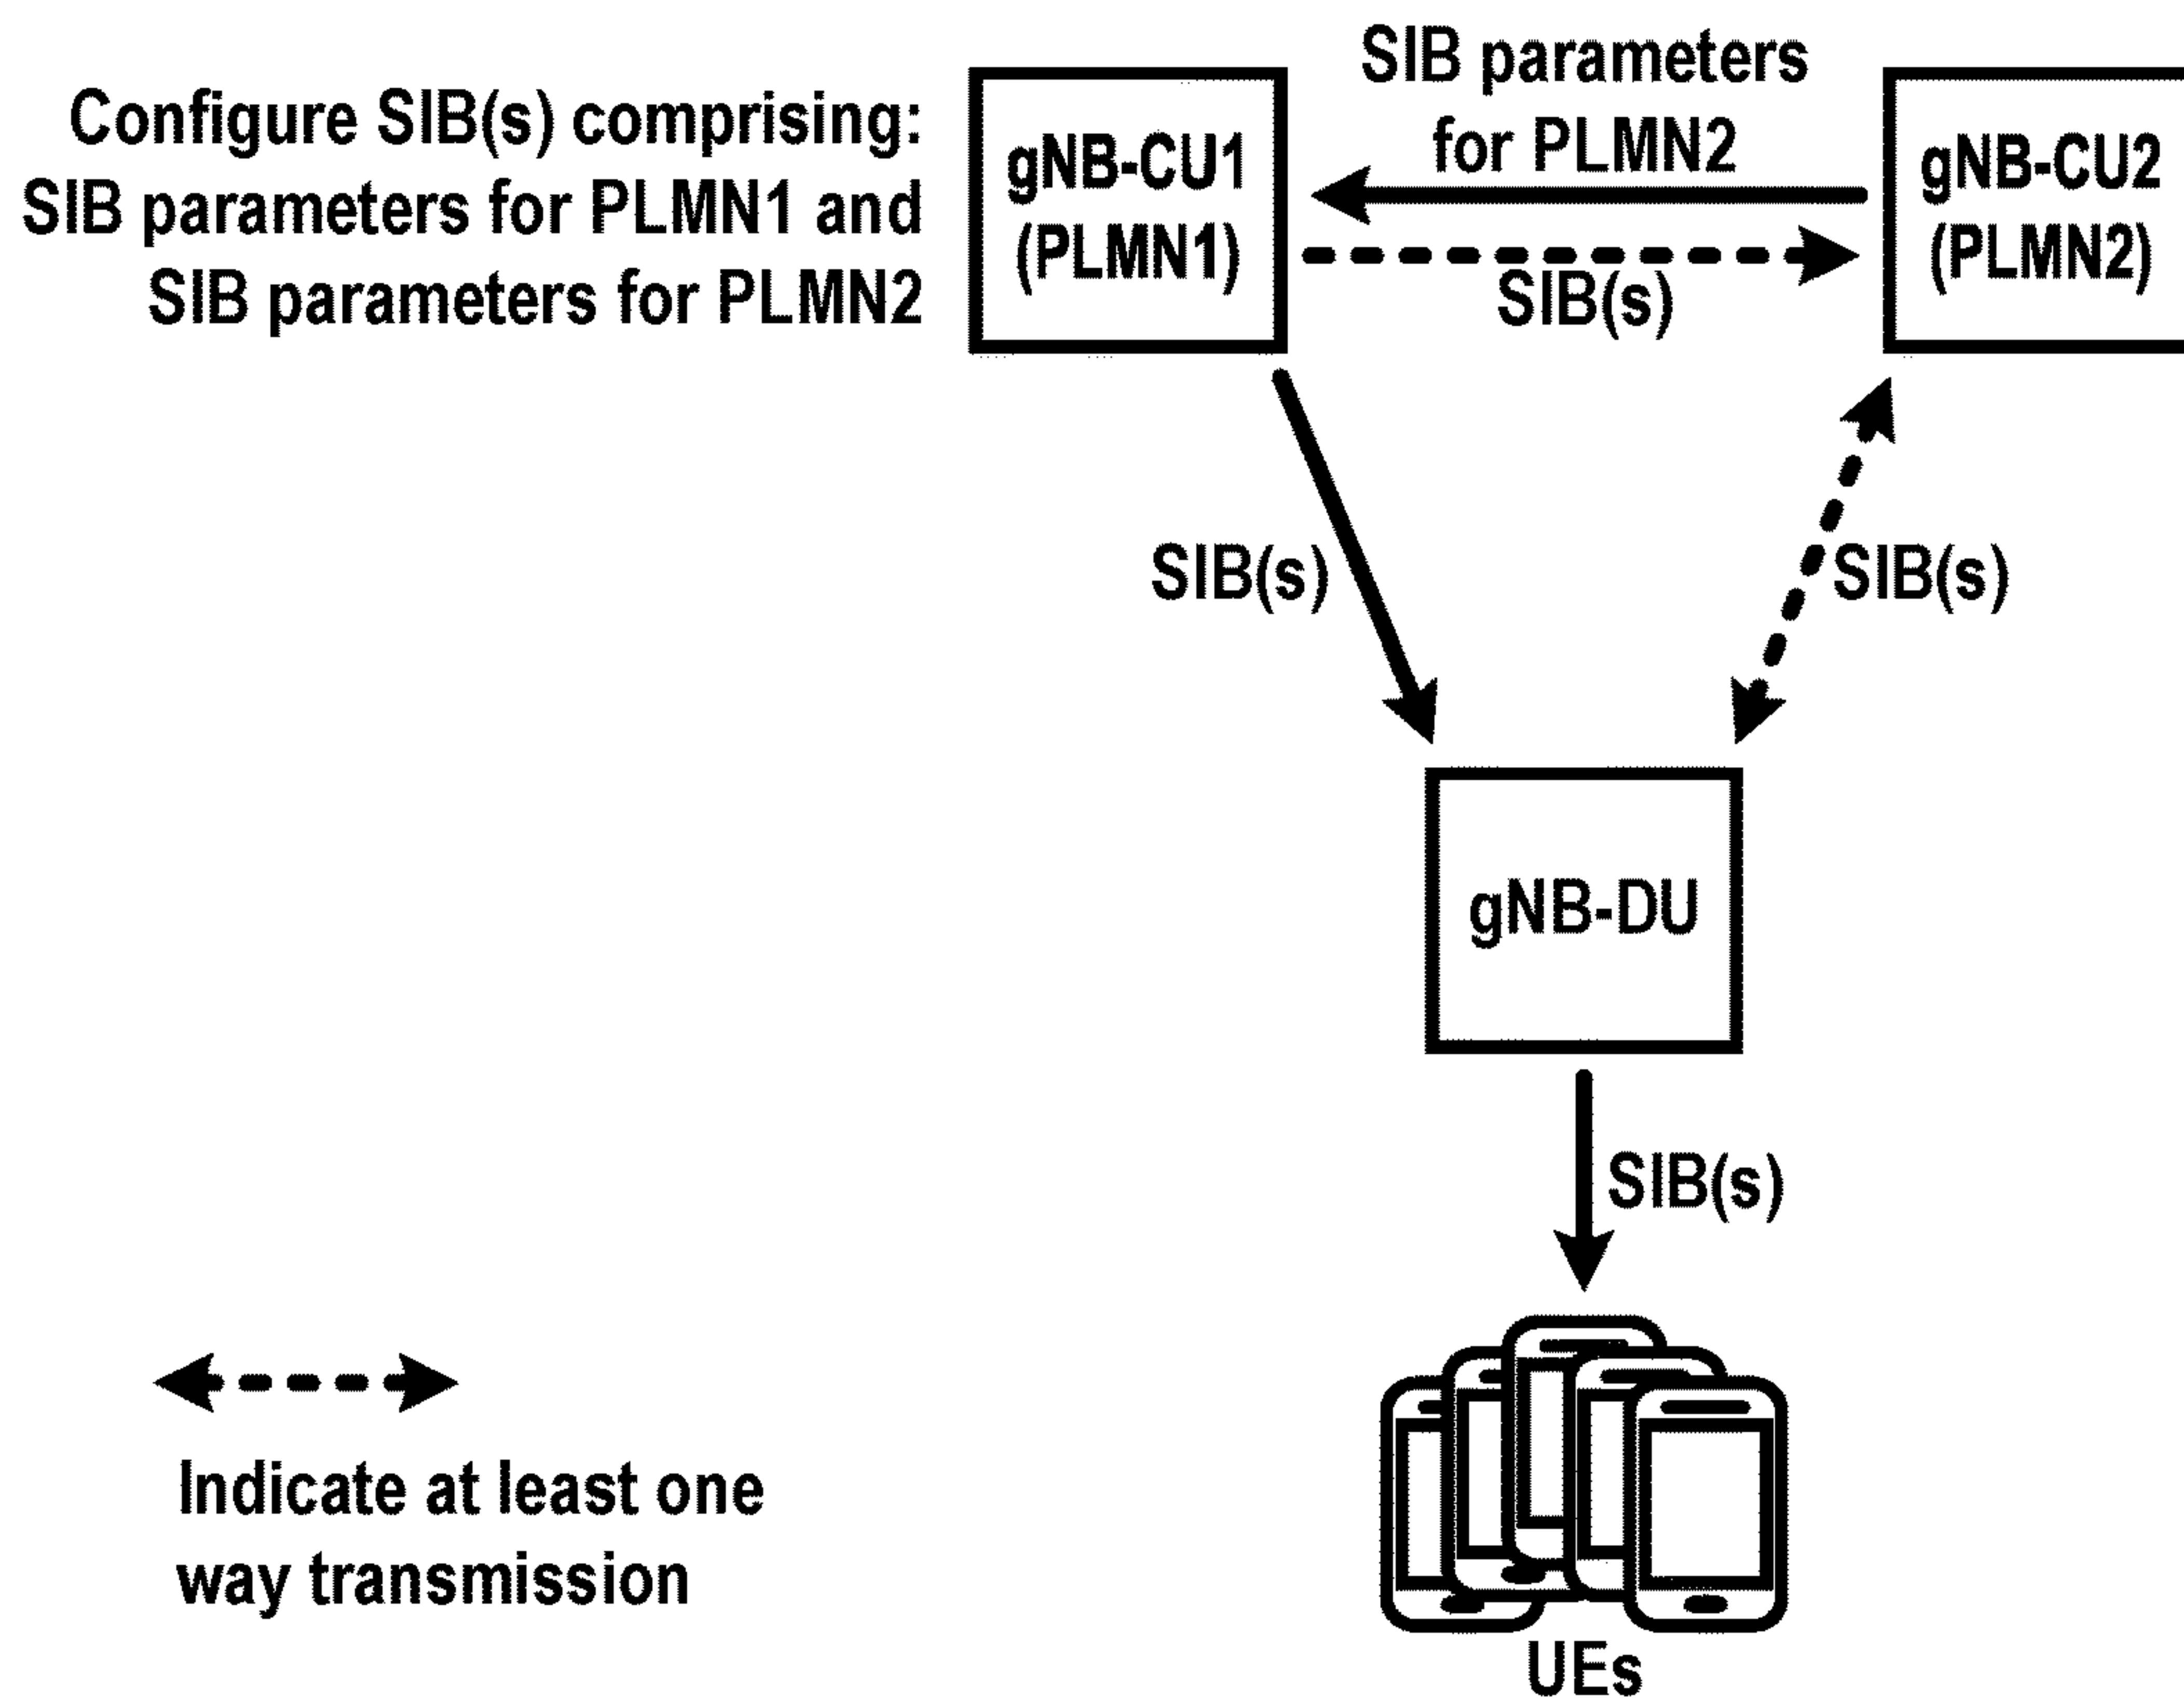 Configure SIB(s) comprising:
SIB parameters for PLMN1 and
SIB parameters for PLMN2
gNB-CU1
(PLMN1)
SIB parameters
for PLMN2
SIB(s)
gNB-CU2
(PLMN2)
SIB(s)
SIB(s)
gNB-DU
SIB(s)
UEs
Indicate at least one
way transmission